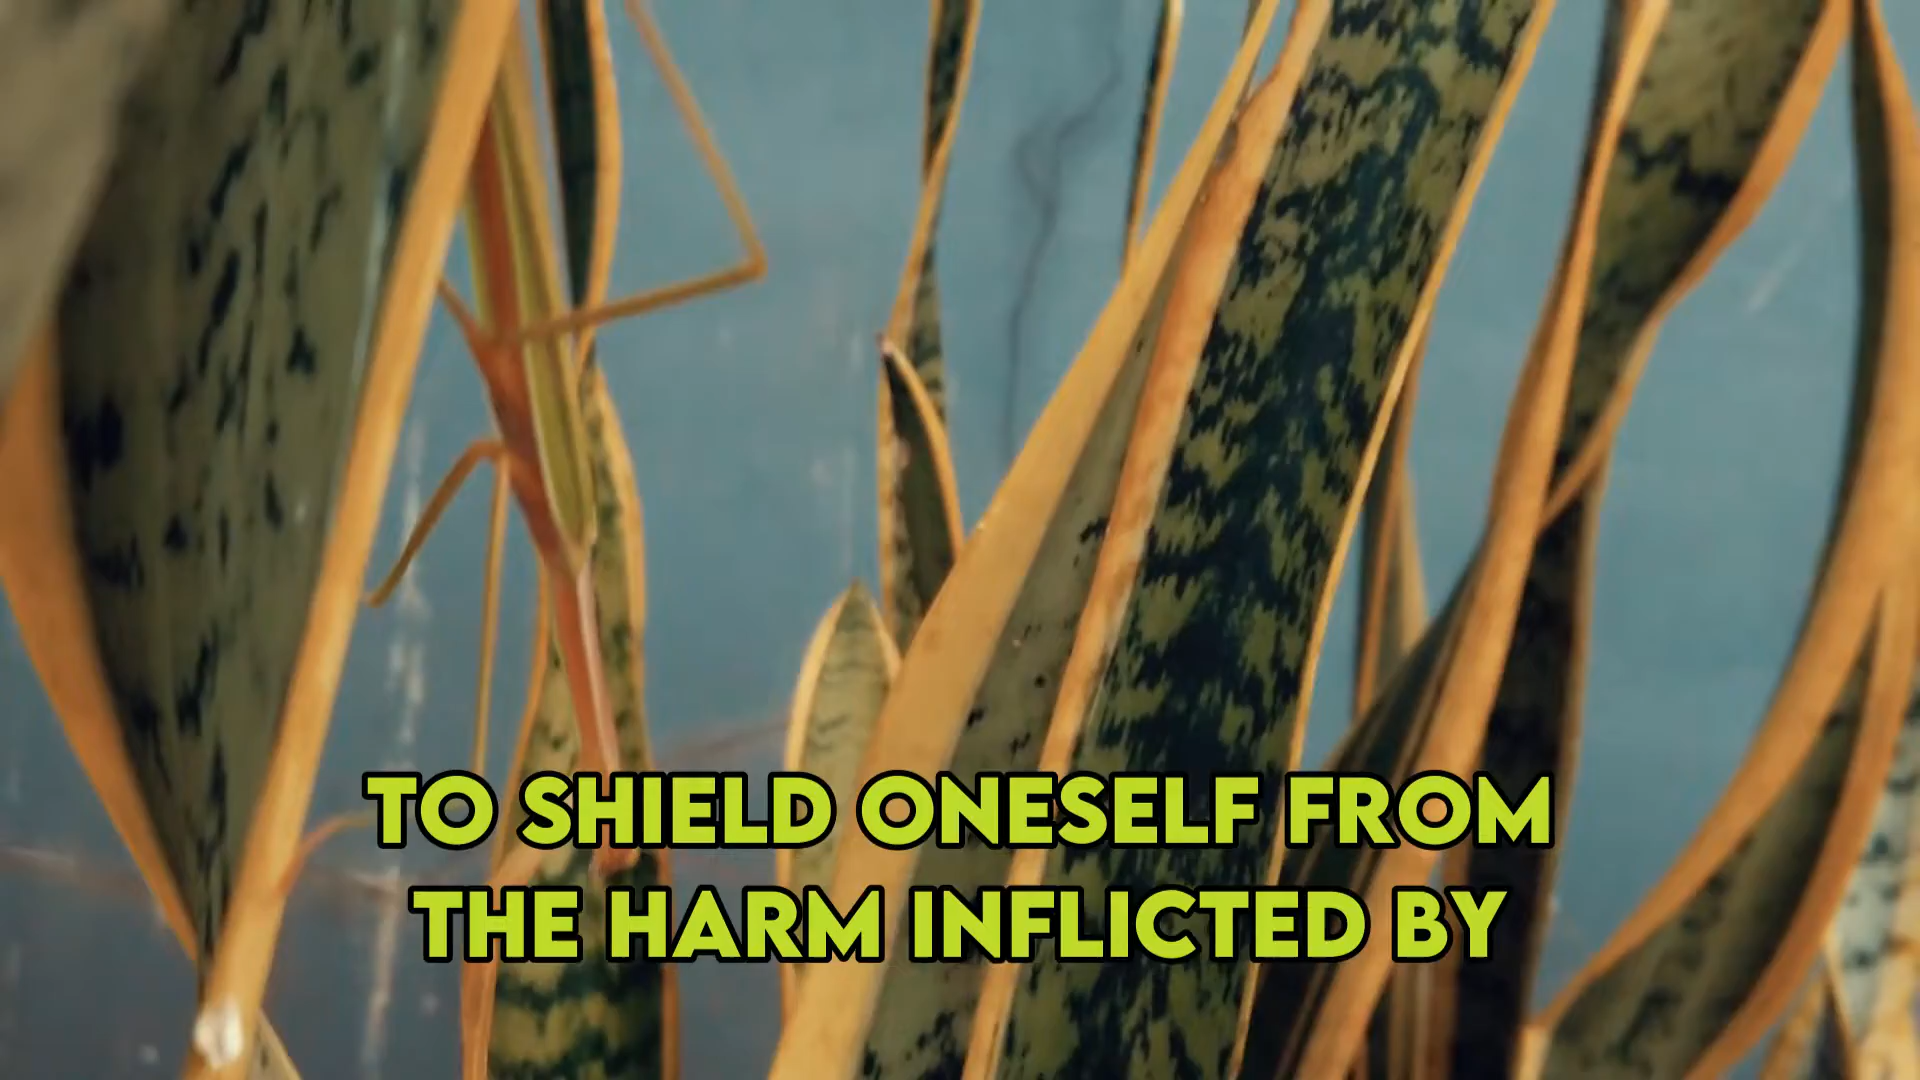 TO SHIELD ONESELF FROM
THE HARM INFLICTED BY